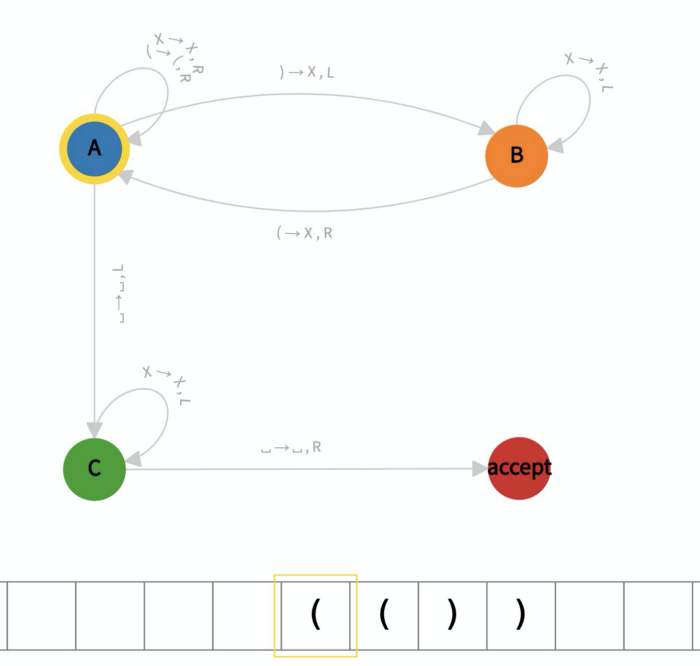 X→X,R
(→(,R
)→X,L
X→X,L
A
B
(→X,R
␣→␣,L
X→X,L
␣→␣,R
C
accept
( ( ) )